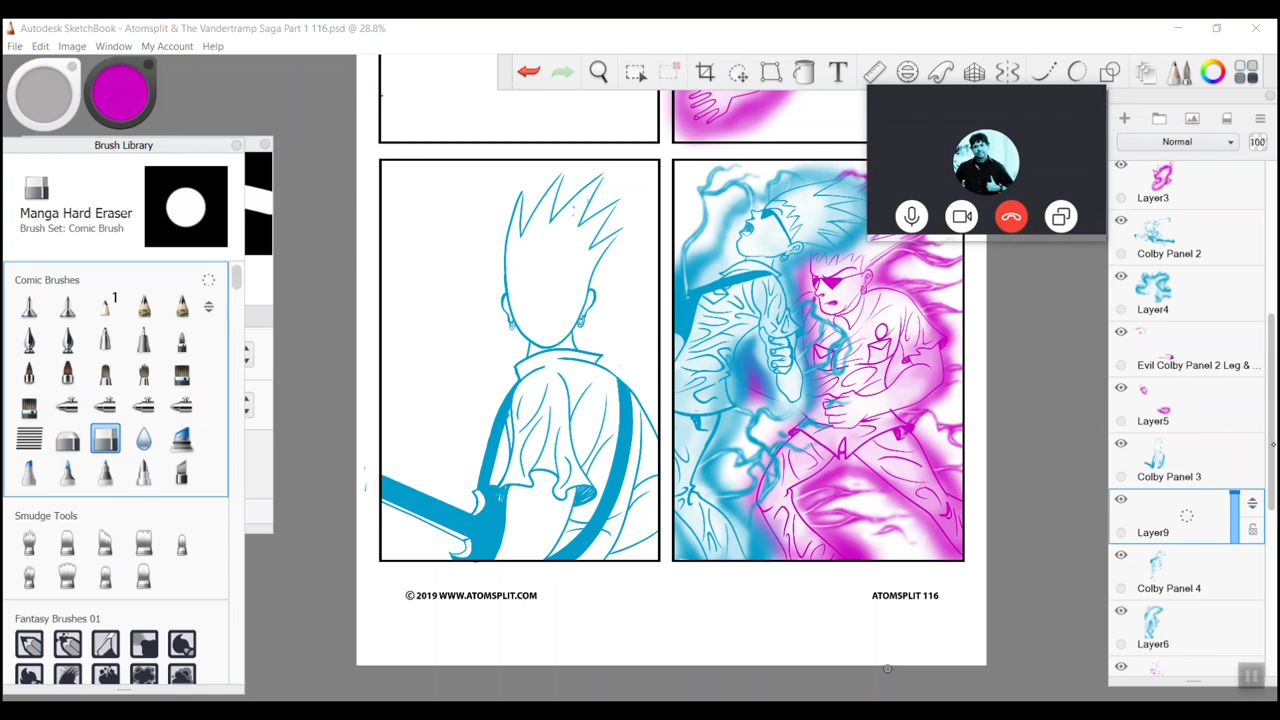 Autodesk SketchBook - Atomsplit & The Vandertramp Saga Part 1 116.psd @ 28.8%
File Edit Image Window My Account Help
T
Brush Library
Manga Hard Eraser
Brush Set: Comic Brush
Comic Brushes
1
Smudge Tools
Fantasy Brushes 01
Normal 100
Layer3
Colby Panel 2
Layer4
Evil Colby Panel 2 Leg & ...
Layer5
Colby Panel 3
Layer9
Colby Panel 4
Layer6
© 2019 WWW.ATOMSPLIT.COM
ATOMSPLIT 116